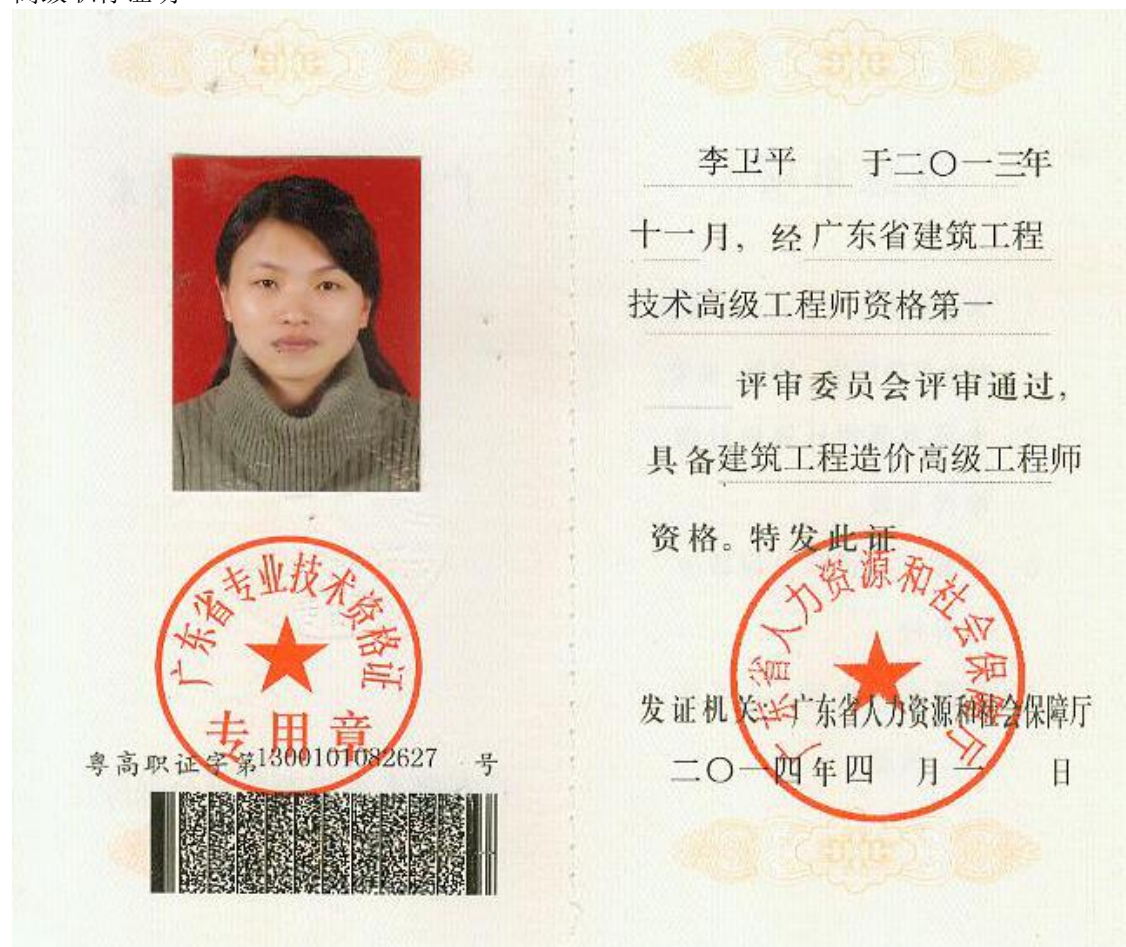 广东省专业技术资格证
专用章
粤高职证字第1300101082627 号
李卫平 于二〇一三年
十一月，经广东省建筑工程
技术高级工程师资格第一
评审委员会评审通过，
具备建筑工程造价高级工程师
资格。特发此证
广东省人力资源和社会保障厅
发证机关：广东省人力资源和社会保障厅
二〇一四年四 月一 日